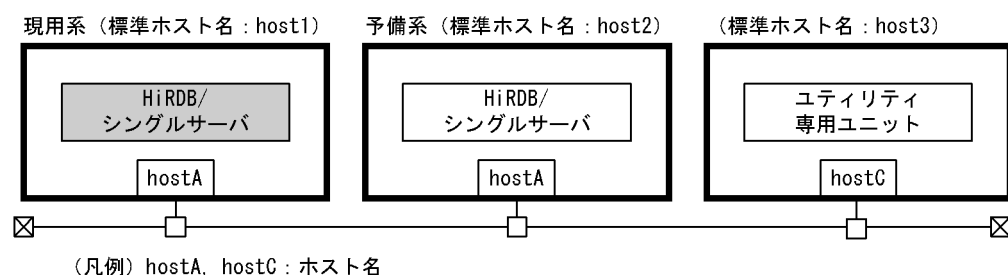 現用系（標準ホスト名：host1） 予備系（標準ホスト名：host2） （標準ホスト名：host3）
HiRDB/
シングルサーバ
HiRDB/
シングルサーバ
ユティリティ
専用ユニット
hostA hostA hostC
（凡例）hostA, hostC：ホスト名